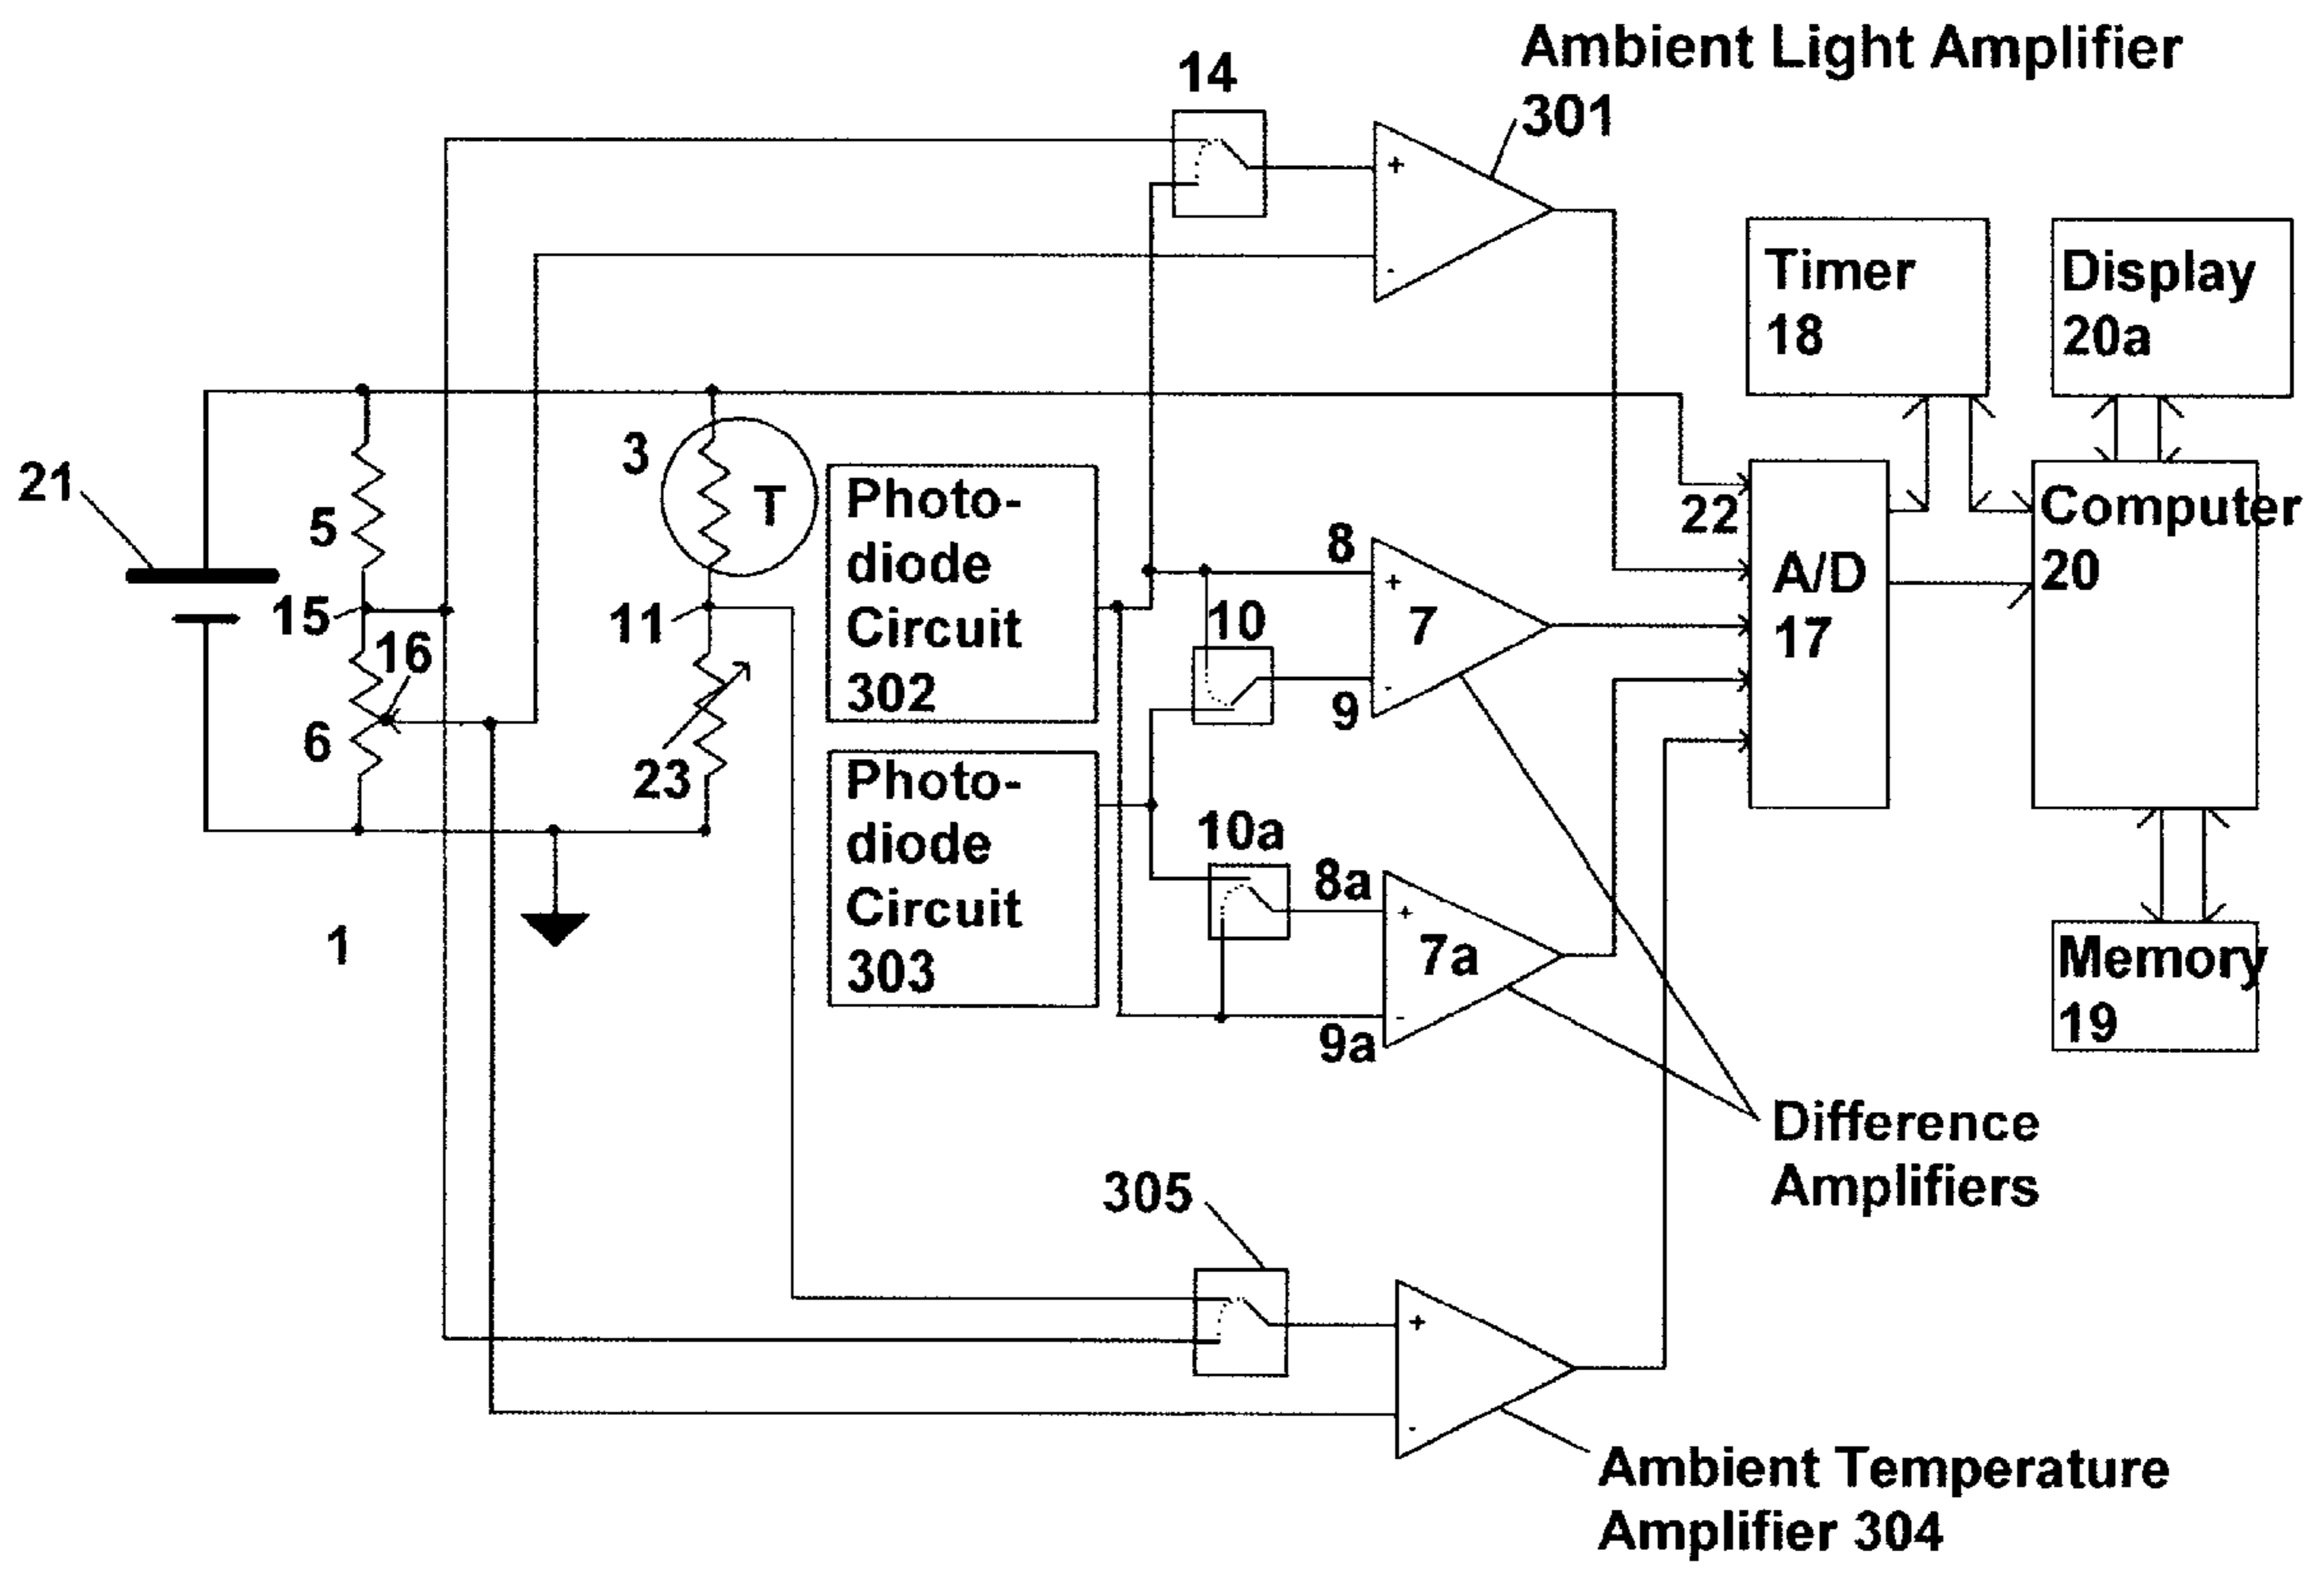 Ambient Light Amplifier
301
14
+
-
Timer
18
Display
20a
21
5
3
T
Photo-
diode
Circuit
302
8
+
7
-
9
10
22
A/D
17
Computer
20
15
16
6
11
23
Photo-
diode
Circuit
303
10a
8a
+
7a
-
9a
Memory
19
1
Difference
Amplifiers
305
+
-
Ambient Temperature
Amplifier 304